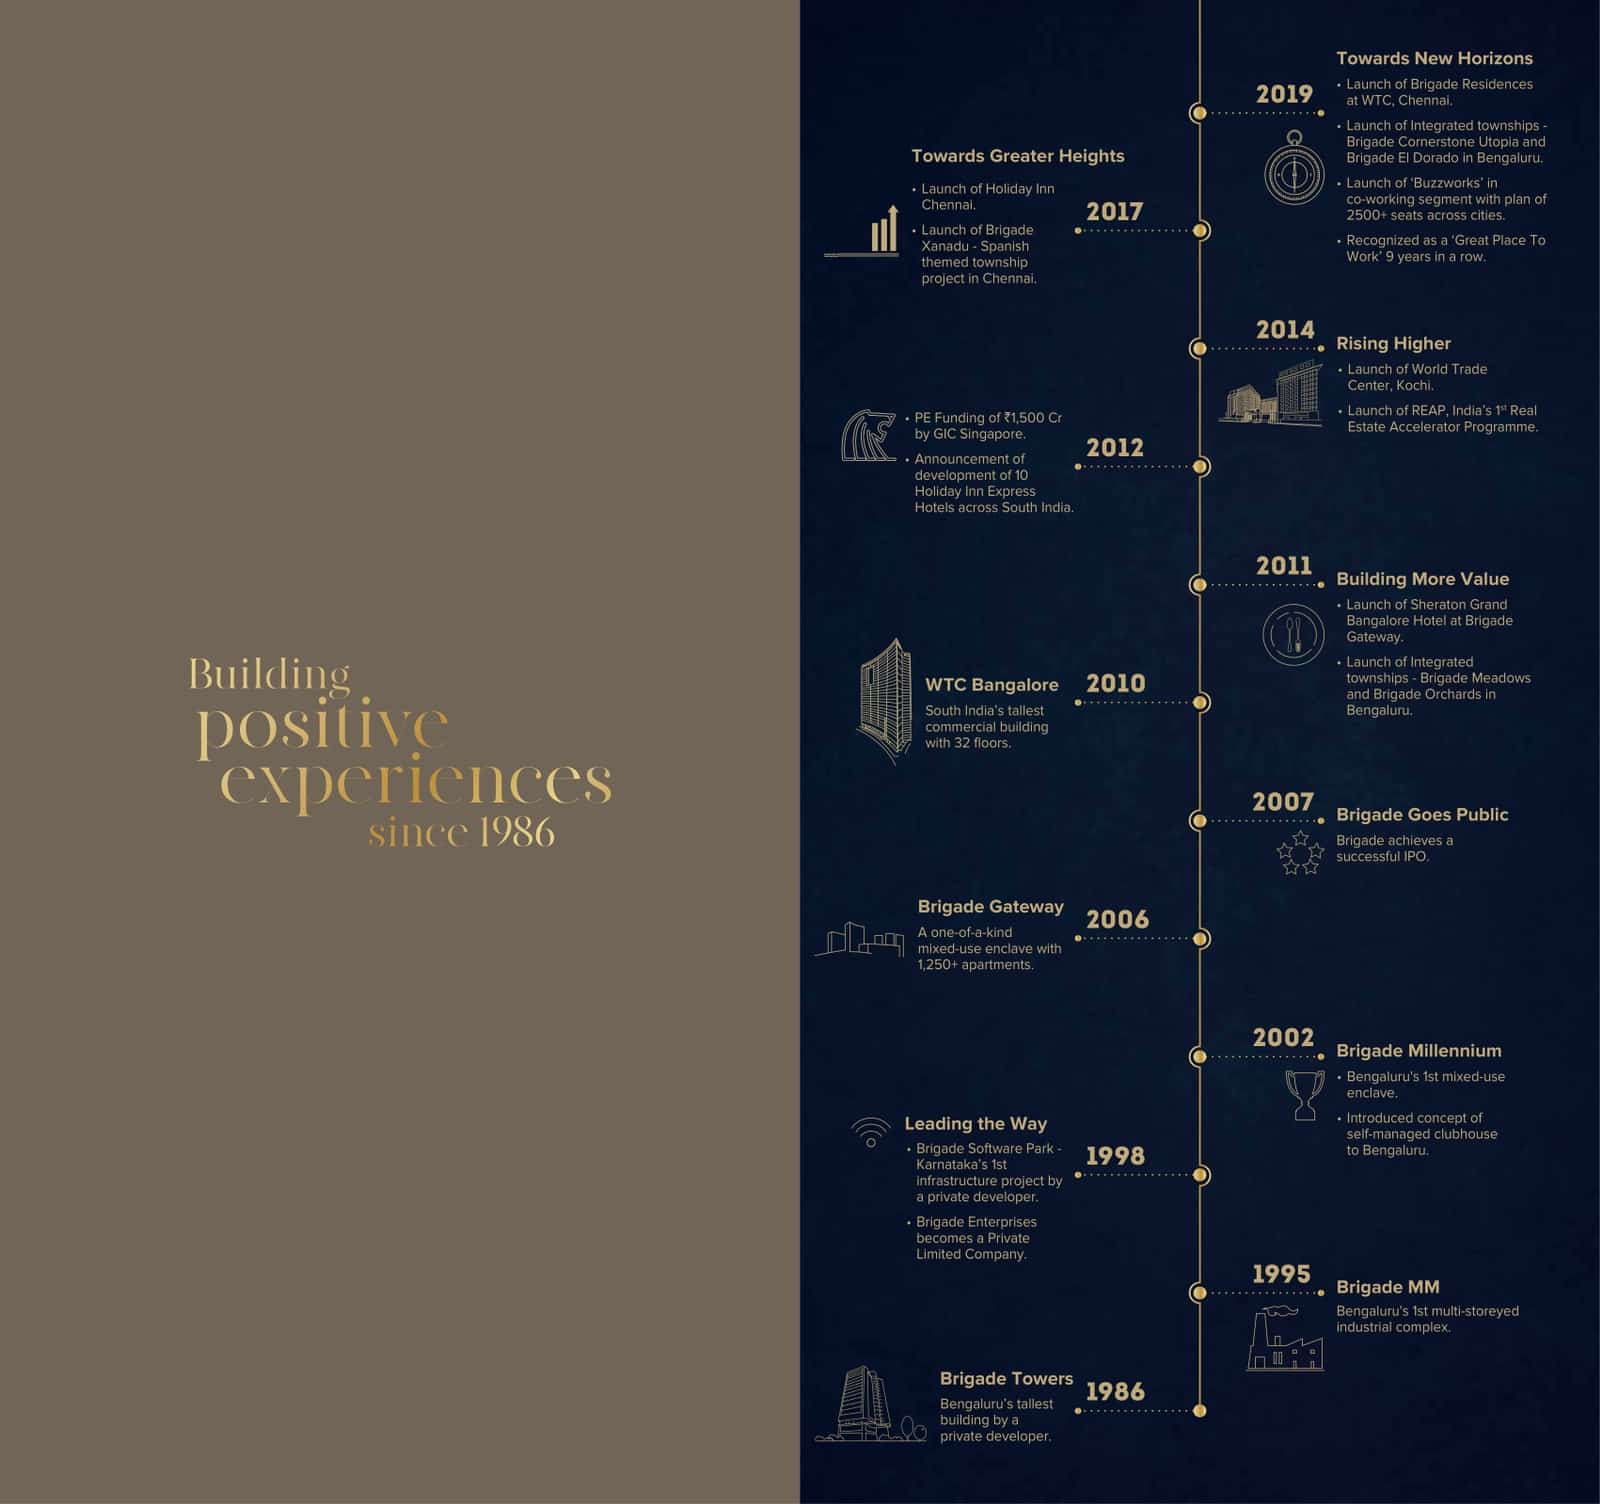 Building
positive
experiences
since 1986
Towards New Horizons
2019
• Launch of Brigade Residences
at WTC, Chennai.
• Launch of Integrated townships -
Brigade Cornerstone Utopia and
Brigade El Dorado in Bengaluru.
• Launch of ‘Buzzworks’ in
co-working segment with plan of
2500+ seats across cities.
• Recognized as a ‘Great Place To
Work’ 9 years in a row.
Towards Greater Heights
2017
• Launch of Holiday Inn
Chennai.
• Launch of Brigade
Xanadu - Spanish
themed township
project in Chennai.
2014
Rising Higher
• Launch of World Trade
Center, Kochi.
• Launch of REAP, India’s 1st Real
Estate Accelerator Programme.
2012
• PE Funding of ₹1,500 Cr
by GIC Singapore.
• Announcement of
development of 10
Holiday Inn Express
Hotels across South India.
2011
Building More Value
• Launch of Sheraton Grand
Bangalore Hotel at Brigade
Gateway.
• Launch of Integrated
townships - Brigade Meadows
and Brigade Orchards in
Bengaluru.
WTC Bangalore
2010
South India’s tallest
commercial building
with 32 floors.
2007
Brigade Goes Public
Brigade achieves a
successful IPO.
Brigade Gateway
2006
A one-of-a-kind
mixed-use enclave with
1,250+ apartments.
2002
Brigade Millennium
• Bengaluru’s 1st mixed-use
enclave.
• Introduced concept of
self-managed clubhouse
to Bengaluru.
Leading the Way
1998
• Brigade Software Park -
Karnataka’s 1st
infrastructure project by
a private developer.
• Brigade Enterprises
becomes a Private
Limited Company.
1995
Brigade MM
Bengaluru’s 1st multi-storeyed
industrial complex.
Brigade Towers
1986
Bengaluru’s tallest
building by a
private developer.